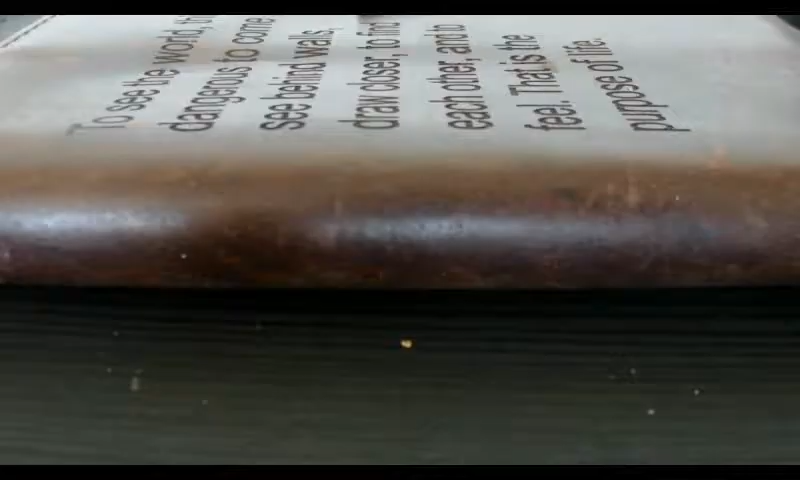 To see the world, th
dangerous to come
see behind walls,
draw closer, to find
each other, and to
feel. That is the
purpose of life.